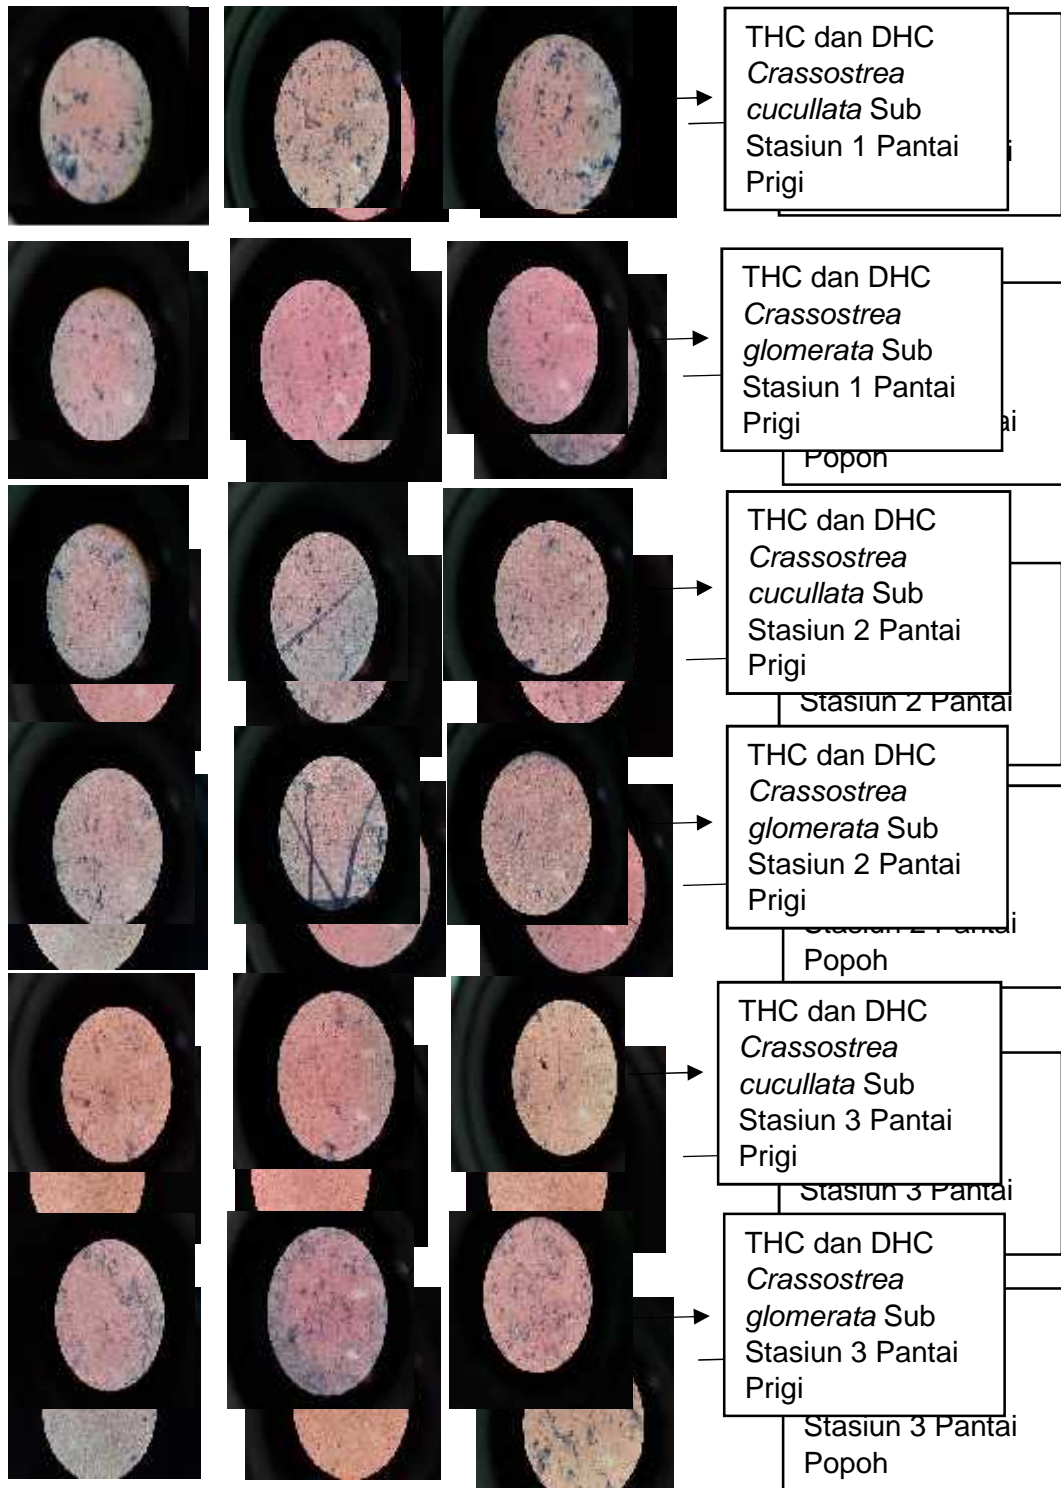 THC dan DHC
Crassostrea
cucullata Sub
Stasiun 1 Pantai
Prigi
THC dan DHC
Crassostrea
glomerata Sub
Stasiun 1 Pantai
Prigi
Popoh
THC dan DHC
Crassostrea
cucullata Sub
Stasiun 2 Pantai
Prigi
Stasiun 2 Pantai
THC dan DHC
Crassostrea
glomerata Sub
Stasiun 2 Pantai
Prigi
Stasiun 2 Pantai
Popoh
THC dan DHC
Crassostrea
cucullata Sub
Stasiun 3 Pantai
Prigi
Stasiun 3 Pantai
THC dan DHC
Crassostrea
glomerata Sub
Stasiun 3 Pantai
Prigi
Stasiun 3 Pantai
Popoh